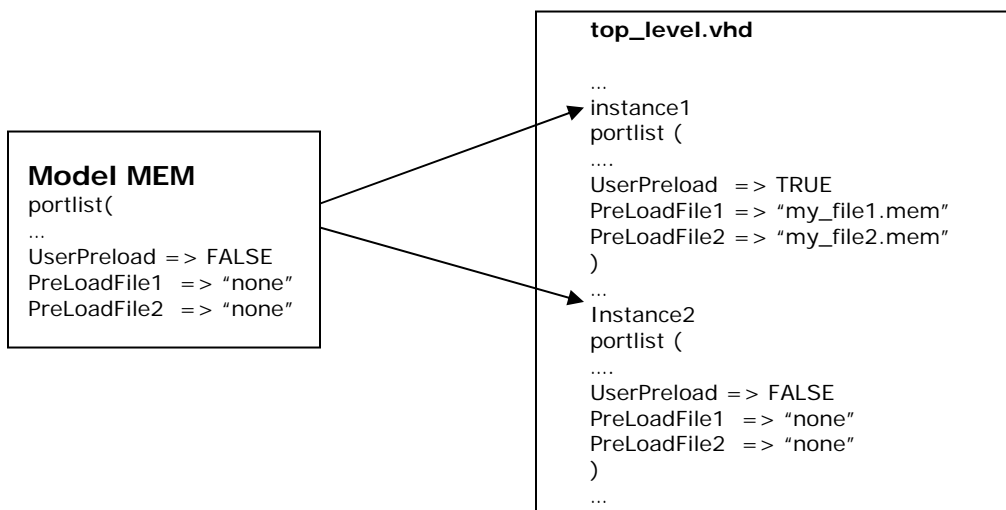 Model MEM
portlist(
...
UserPreload => FALSE
PreLoadFile1 => “none”
PreLoadFile2 => “none”
top_level.vhd
...
instance1
portlist (
....
UserPreload => TRUE
PreLoadFile1 => “my_file1.mem”
PreLoadFile2 => “my_file2.mem”
)
...
Instance2
portlist (
....
UserPreload => FALSE
PreLoadFile1 => “none”
PreLoadFile2 => “none”
)
...